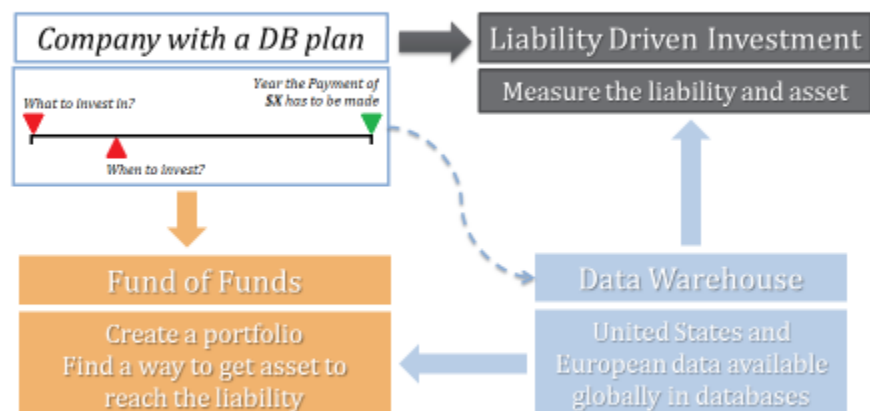 Company with a DB plan
Liability Driven Investment
Measure the liability and asset
Year the Payment of
$X has to be made
What to invest in?
When to invest?
Fund of Funds
Create a portfolio
Find a way to get asset to
reach the liability
Data Warehouse
United States and
European data available
globally in databases